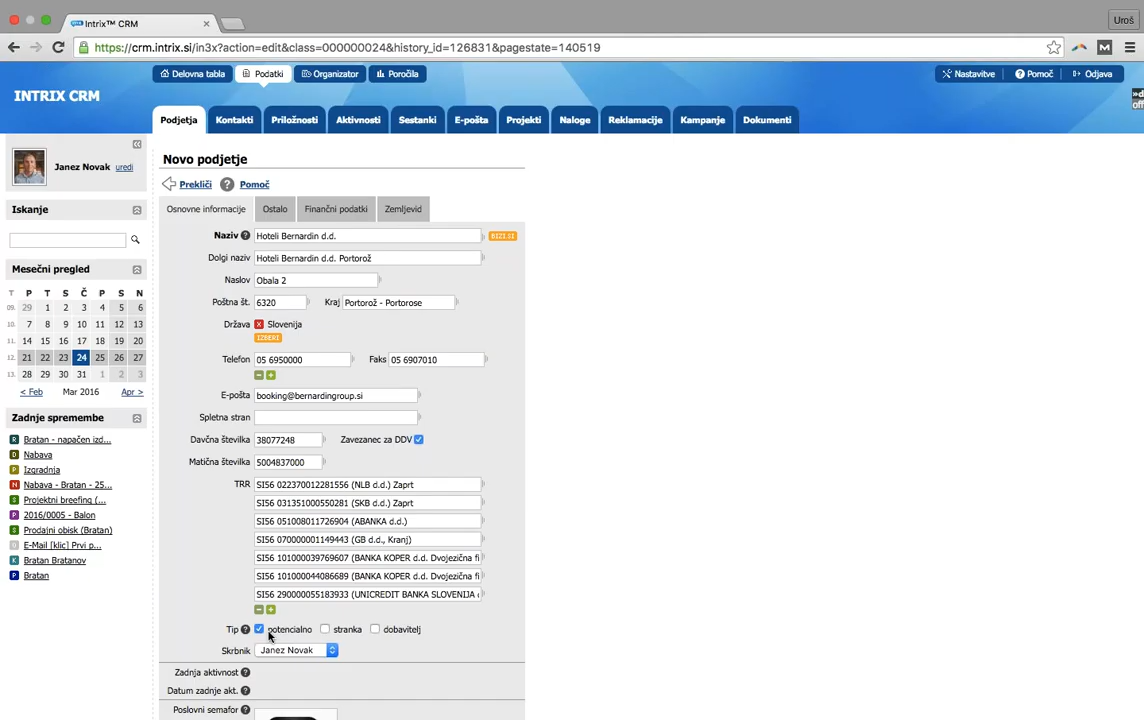 Intrix™ CRM
Uroš
https://crm.intrix.si/in3x?action=edit&class=000000024&history_id=126831&pagestate=140519
Delovna tabla Podatki Organizator Poročila
Nastavitve Pomoč Odjava
INTRIX CRM
Podjetja Kontakti Priložnosti Aktivnosti Sestanki E-pošta Projekti Naloge Reklamacije Kampanje Dokumenti
Janez Novak uredi
Iskanje
Mesečni pregled
T P T S Č P S N
09. 29 1 2 3 4 5 6
10. 7 8 9 10 11 12 13
11. 14 15 16 17 18 19 20
12. 21 22 23 24 25 26 27
13. 28 29 30 31 1 2 3
< Feb Mar 2016 Apr >
Zadnje spremembe
R Bratan - napačen izd...
D Nabava
P Izgradnja
N Nabava - Bratan - 25...
S Projektni breefing (...
P 2016/0005 - Balon
S Prodajni obisk (Bratan)
E-Mail [klic] Prvi p...
K Bratan Bratanov
P Bratan
Novo podjetje
Prekliči ? Pomoč
Osnovne informacije Ostalo Finančni podatki Zemljevid
Naziv ? Hoteli Bernardin d.d. BIZI.SI
Dolgi naziv Hoteli Bernardin d.d. Portorož
Naslov Obala 2
Poštna št. 6320 Kraj Portorož - Portorose
Država X Slovenija
IZBERI
Telefon 05 6950000 Faks 05 6907010
E-pošta booking@bernardingroup.si
Spletna stran
Davčna številka 38077248 Zavezanec za DDV
Matična številka 5004837000
TRR SI56 022370012281556 (NLB d.d.) Zaprt
SI56 031351000550281 (SKB d.d.) Zaprt
SI56 051008011726904 (ABANKA d.d.)
SI56 070000001149443 (GB d.d., Kranj)
SI56 101000039769607 (BANKA KOPER d.d. Dvojezična fi
SI56 101000044086689 (BANKA KOPER d.d. Dvojezična fi
SI56 290000055183933 (UNICREDIT BANKA SLOVENIJA
Tip ? potencialno stranka dobavitelj
Skrbnik Janez Novak
Zadnja aktivnost ?
Datum zadnje akt. ?
Poslovni semafor ?